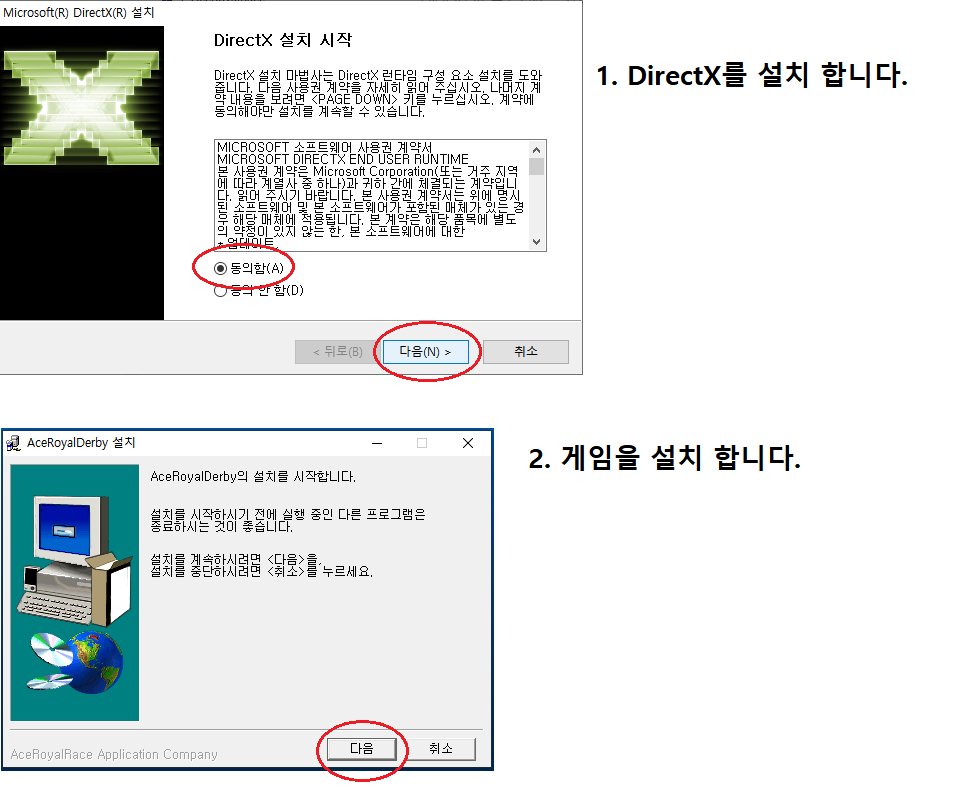 Microsoft(R) DirectX(R) 설치
DirectX 설치 시작
DirectX 설치 마법사는 DirectX 런타임 구성 요소 설치를 도와
줍니다. 다음 사용권 계약을 자세히 읽어 주십시오. 나머지 계
약 내용을 보려면 <PAGE DOWN> 키를 누르십시오. 계약에
동의해야만 설치를 계속할 수 있습니다.
MICROSOFT 소프트웨어 사용권 계약서
MICROSOFT DIRECTX END USER RUNTIME
본 사용권 계약은 Microsoft Corporation(또는 거주 지역
에 따라 계열사 중 하나)과 귀하 간에 체결되는 계약입니
다. 읽어 주시기 바랍니다. 본 사용권 계약서는 위에 명시
된 소프트웨어 및 본 소프트웨어가 포함된 매체가 있는 경
우 해당 매체에 적용됩니다. 본 계약은 해당 품목에 별도
의 약정이 있지 않는 한, 본 소프트웨어에 대한
* 업데이트,
동의함(A)
동의 안 함(D)
< 뒤로(B)
다음(N) >
취소
1. DirectX를 설치 합니다.
AceRoyalDerby 설치
AceRoyalDerby의 설치를 시작합니다.
설치를 시작하시기 전에 실행 중인 다른 프로그램은
종료하시는 것이 좋습니다.
설치를 계속하시려면 <다음>을,
설치를 중단하시려면 <취소>를 누르세요.
AceRoyalRace Application Company
다음
취소
2. 게임을 설치 합니다.